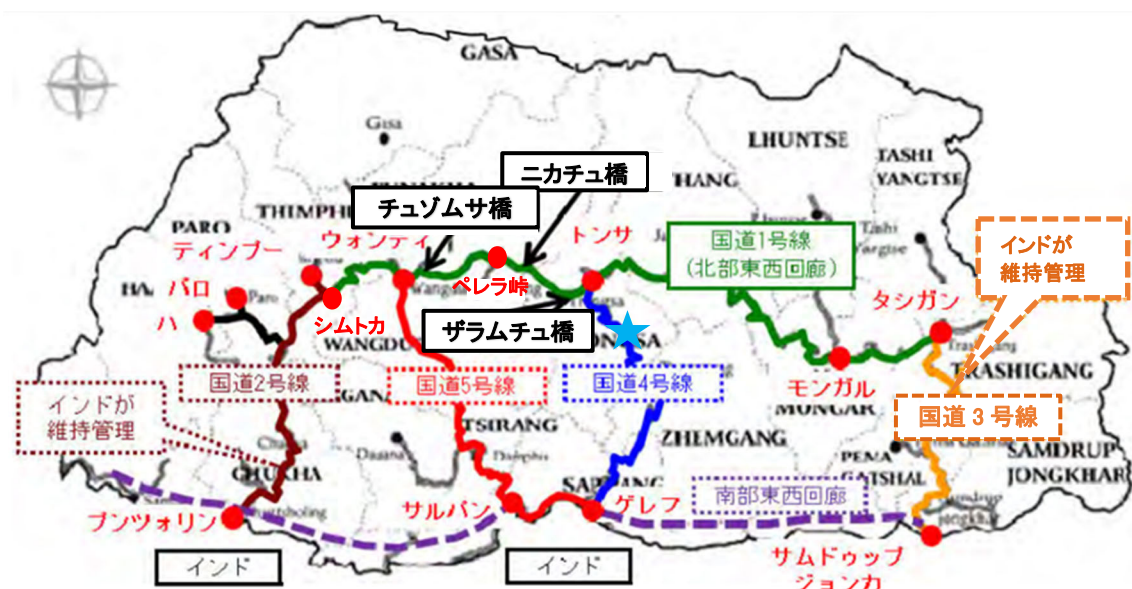 GASA
Gasa
LHUNTSE
TASHI
YANGTSE
ニカチュ橋
チュゾムサ橋
THANG
PARO
THIMPH
ティンプー
ウォンディ
トンサ
国道1号線
(北部東西回廊)
インドが
維持管理
パロ
Paro
ハ
ペレラ峠
タシガン
シムトカ
ザラムチュ橋
WANGDU
モンガル
TRASHIGANG
国道2号線
国道5号線
国道4号線
国道3号線
インドが
維持管理
MONGAR
TSIRANG
ZHEMGANG
PEMA
GATSHAL
SAMDRUP
JONGKHAR
CHUKHA
南部東西回廊
プンツォリン
サルパン
ゲレフ
サムドゥップ
ジョンカ
インド
インド